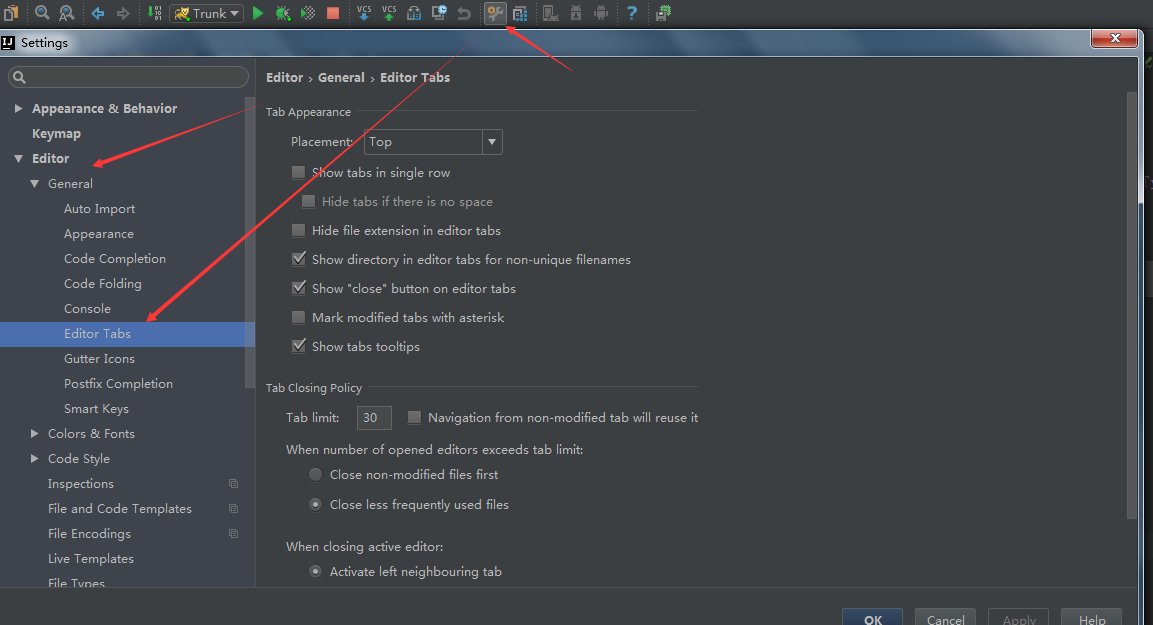 Trunk
VCS
VCS
Settings
Appearance & Behavior
Keymap
Editor
General
Auto Import
Appearance
Code Completion
Code Folding
Console
Editor Tabs
Gutter Icons
Postfix Completion
Smart Keys
Colors & Fonts
Code Style
Inspections
File and Code Templates
File Encodings
Live Templates
File Types
Editor › General › Editor Tabs
Tab Appearance
Placement: Top
Show tabs in single row
Hide tabs if there is no space
Hide file extension in editor tabs
Show directory in editor tabs for non-unique filenames
Show "close" button on editor tabs
Mark modified tabs with asterisk
Show tabs tooltips
Tab Closing Policy
Tab limit: 30 Navigation from non-modified tab will reuse it
When number of opened editors exceeds tab limit:
Close non-modified files first
Close less frequently used files
When closing active editor:
Activate left neighbouring tab
OK Cancel Apply Help